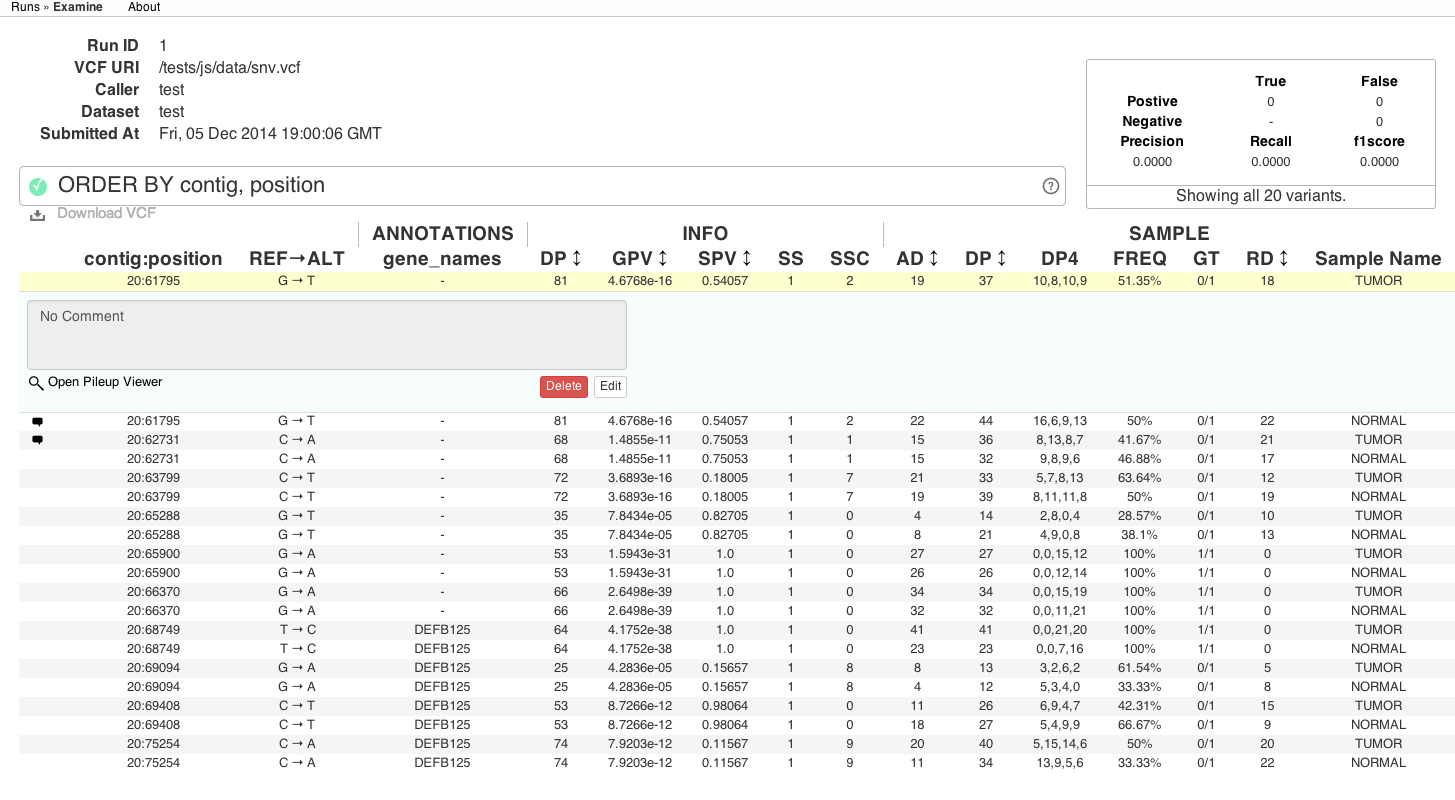 Runs » Examine About
Run ID 1
VCF URI /tests/js/data/snv.vcf
Caller test
Dataset test
Submitted At Fri, 05 Dec 2014 19:00:06 GMT
True False
Postive 0 0
Negative - 0
Precision Recall f1score
0.0000 0.0000 0.0000
Showing all 20 variants.
ORDER BY contig, position ?
Download VCF
ANNOTATIONS INFO SAMPLE
contig:position REF→ALT gene_names DP ↕ GPV ↕ SPV ↕ SS SSC AD ↕ DP ↕ DP4 FREQ GT RD ↕ Sample Name
20:61795 G → T - 81 4.6768e-16 0.54057 1 2 19 37 10,8,10,9 51.35% 0/1 18 TUMOR
No Comment
Open Pileup Viewer Delete Edit
20:61795 G → T - 81 4.6768e-16 0.54057 1 2 22 44 16,6,9,13 50% 0/1 22 NORMAL
20:62731 C → A - 68 1.4855e-11 0.75053 1 1 15 36 8,13,8,7 41.67% 0/1 21 TUMOR
20:62731 C → A - 68 1.4855e-11 0.75053 1 1 15 32 9,8,9,6 46.88% 0/1 17 NORMAL
20:63799 C → T - 72 3.6893e-16 0.18005 1 7 21 33 5,7,8,13 63.64% 0/1 12 TUMOR
20:63799 C → T - 72 3.6893e-16 0.18005 1 7 19 39 8,11,11,8 50% 0/1 19 NORMAL
20:65288 G → T - 35 7.8434e-05 0.82705 1 0 4 14 2,8,0,4 28.57% 0/1 10 TUMOR
20:65288 G → T - 35 7.8434e-05 0.82705 1 0 8 21 4,9,0,8 38.1% 0/1 13 NORMAL
20:65900 G → A - 53 1.5943e-31 1.0 1 0 27 27 0,0,15,12 100% 1/1 0 TUMOR
20:65900 G → A - 53 1.5943e-31 1.0 1 0 26 26 0,0,12,14 100% 1/1 0 NORMAL
20:66370 G → A - 66 2.6498e-39 1.0 1 0 34 34 0,0,15,19 100% 1/1 0 TUMOR
20:66370 G → A - 66 2.6498e-39 1.0 1 0 32 32 0,0,11,21 100% 1/1 0 NORMAL
20:68749 T → C DEFB125 64 4.1752e-38 1.0 1 0 41 41 0,0,21,20 100% 1/1 0 TUMOR
20:68749 T → C DEFB125 64 4.1752e-38 1.0 1 0 23 23 0,0,7,16 100% 1/1 0 NORMAL
20:69094 G → A DEFB125 25 4.2836e-05 0.15657 1 8 8 13 3,2,6,2 61.54% 0/1 5 TUMOR
20:69094 G → A DEFB125 25 4.2836e-05 0.15657 1 8 4 12 5,3,4,0 33.33% 0/1 8 NORMAL
20:69408 C → T DEFB125 53 8.7266e-12 0.98064 1 0 11 26 6,9,4,7 42.31% 0/1 15 TUMOR
20:69408 C → T DEFB125 53 8.7266e-12 0.98064 1 0 18 27 5,4,9,9 66.67% 0/1 9 NORMAL
20:75254 C → A DEFB125 74 7.9203e-12 0.11567 1 9 20 40 5,15,14,6 50% 0/1 20 TUMOR
20:75254 C → A DEFB125 74 7.9203e-12 0.11567 1 9 11 34 13,9,5,6 33.33% 0/1 22 NORMAL